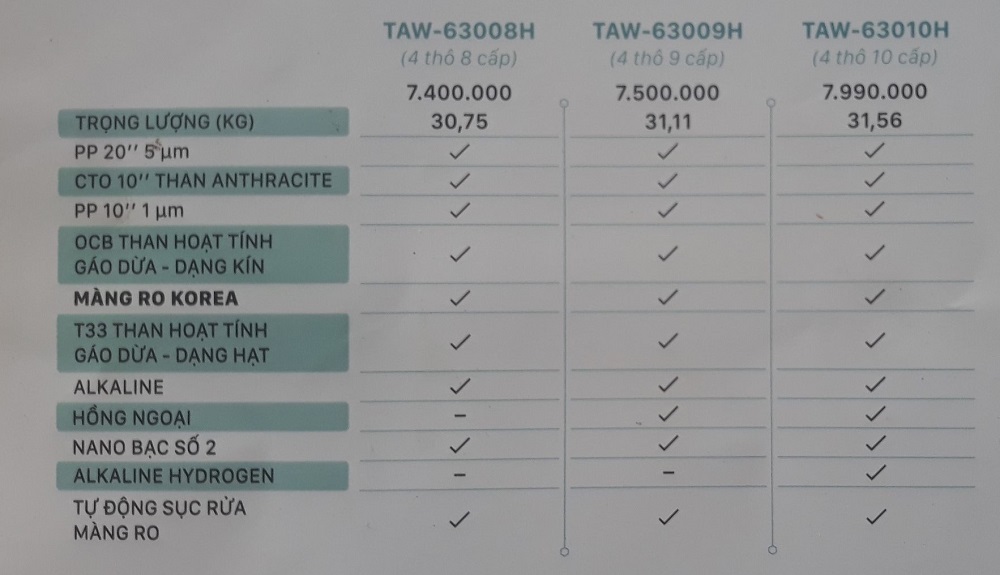 TAW-63008H TAW-63009H TAW-63010H
(4 thô 8 cấp) (4 thô 9 cấp) (4 thô 10 cấp)
7.400.000 7.500.000 7.990.000
TRỌNG LƯỢNG (KG) 30,75 31,11 31,56
PP 20'' 5 µm ✓ ✓ ✓
CTO 10'' THAN ANTHRACITE ✓ ✓ ✓
PP 10'' 1 µm ✓ ✓ ✓
OCB THAN HOẠT TÍNH
GÁO DỪA - DẠNG KÍN ✓ ✓ ✓
MÀNG RO KOREA ✓ ✓ ✓
T33 THAN HOẠT TÍNH
GÁO DỪA - DẠNG HẠT ✓ ✓ ✓
ALKALINE ✓ ✓ ✓
HỒNG NGOẠI – ✓ ✓
NANO BẠC SỐ 2 ✓ ✓ ✓
ALKALINE HYDROGEN – – ✓
TỰ ĐỘNG SỤC RỬA
MÀNG RO ✓ ✓ ✓